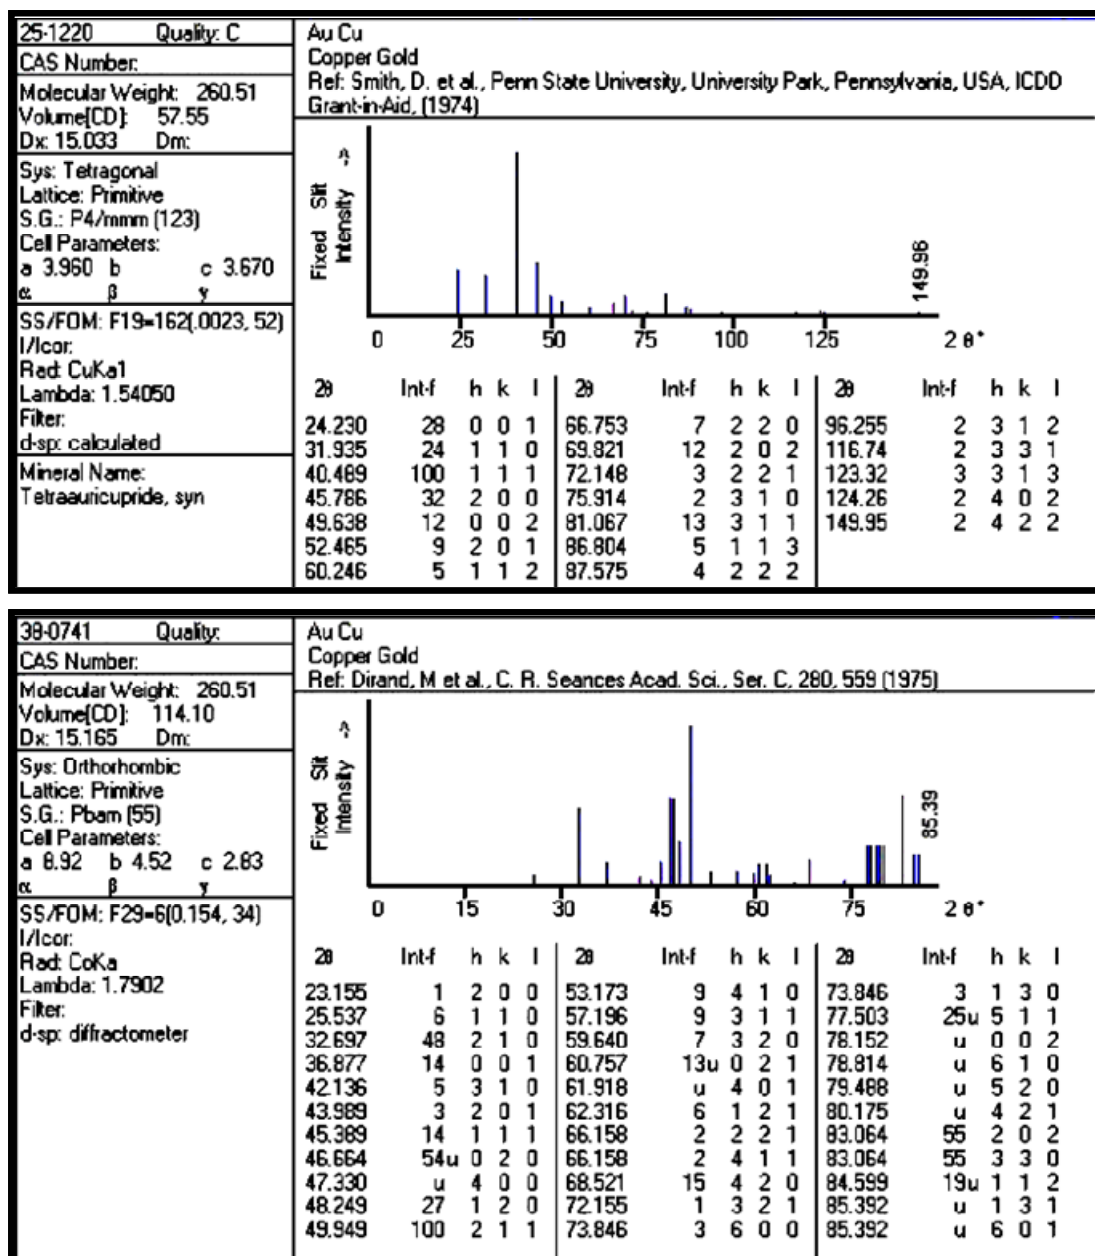 25-1220 Quality: C
CAS Number:
Molecular Weight: 260.51
Volume[CD]: 57.55
Dx: 15.033 Dm:
Sys: Tetragonal
Lattice: Primitive
S.G.: P4/mmm (123)
Cell Parameters:
a 3.960 b c 3.670
α β γ
SS/FOM: F19=162(.0023, 52)
I/Icor:
Rad: CuKa1
Lambda: 1.54050
Filter:
d-sp: calculated
Mineral Name:
Tetraauricupride, syn
Au Cu
Copper Gold
Ref: Smith, D. et al., Penn State University, University Park, Pennsylvania, USA, ICDD
Grant-in-Aid, (1974)
Fixed Slit
Intensity ->
149.96
0 25 50 75 100 125 2 θ°
2θ Int-f h k l 2θ Int-f h k l 2θ Int-f h k l
24.230 28 0 0 1 66.753 7 2 2 0 96.255 2 3 1 2
31.935 24 1 1 0 69.821 12 2 0 2 116.74 2 3 3 1
40.489 100 1 1 1 72.148 3 2 2 1 123.32 3 3 1 3
45.786 32 2 0 0 75.914 2 3 1 0 124.26 2 4 0 2
49.638 12 0 0 2 81.067 13 3 1 1 149.95 2 4 2 2
52.465 9 2 0 1 86.804 5 1 1 3
60.246 5 1 1 2 87.575 4 2 2 2
38-0741 Quality:
CAS Number:
Molecular Weight: 260.51
Volume[CD]: 114.10
Dx: 15.165 Dm:
Sys: Orthorhombic
Lattice: Primitive
S.G.: Pbam (55)
Cell Parameters:
a 8.92 b 4.52 c 2.83
α β γ
SS/FOM: F29=6(0.154, 34)
I/Icor:
Rad: CoKa
Lambda: 1.7902
Filter:
d-sp: diffractometer
Au Cu
Copper Gold
Ref: Dirand, M et al., C. R. Seances Acad. Sci., Ser. C, 280, 559 (1975)
Fixed Slit
Intensity ->
85.39
0 15 30 45 60 75 2 θ°
2θ Int-f h k l 2θ Int-f h k l 2θ Int-f h k l
23.155 1 2 0 0 53.173 9 4 1 0 73.846 3 1 3 0
25.537 6 1 1 0 57.196 9 3 1 1 77.503 25u 5 1 1
32.697 48 2 1 0 59.640 7 3 2 0 78.152 u 0 0 2
36.877 14 0 0 1 60.757 13u 0 2 1 78.814 u 6 1 0
42.136 5 3 1 0 61.918 u 4 0 1 79.488 u 5 2 0
43.989 3 2 0 1 62.316 6 1 2 1 80.175 u 4 2 1
45.389 14 1 1 1 66.158 2 2 2 1 83.064 55 2 0 2
46.664 54u 0 2 0 66.158 2 4 1 1 83.064 55 3 3 0
47.330 u 4 0 0 68.521 15 4 2 0 84.599 19u 1 1 2
48.249 27 1 2 0 72.155 1 3 2 1 85.392 u 1 3 1
49.949 100 2 1 1 73.846 3 6 0 0 85.392 u 6 0 1